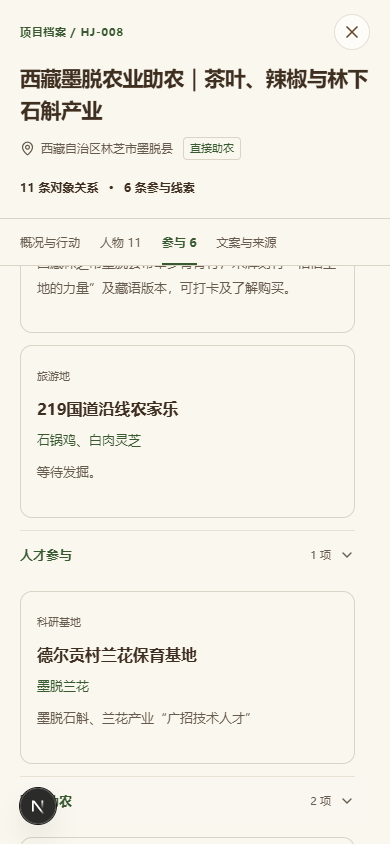 项目档案 / HJ-008
西藏墨脱农业助农｜茶叶、辣椒与林下
石斛产业
西藏自治区林芝市墨脱县 直接助农
11 条对象关系 • 6 条参与线索
概况与行动 人物 11 参与 6 文案与来源
地的力量”及藏语版本，可打卡及了解购买。
旅游地
219国道沿线农家乐
石锅鸡、白肉灵芝
等待发掘。
人才参与 1 项
科研基地
德尔贡村兰花保育基地
墨脱兰花
墨脱石斛、兰花产业“广招技术人才”
N 农 2 项